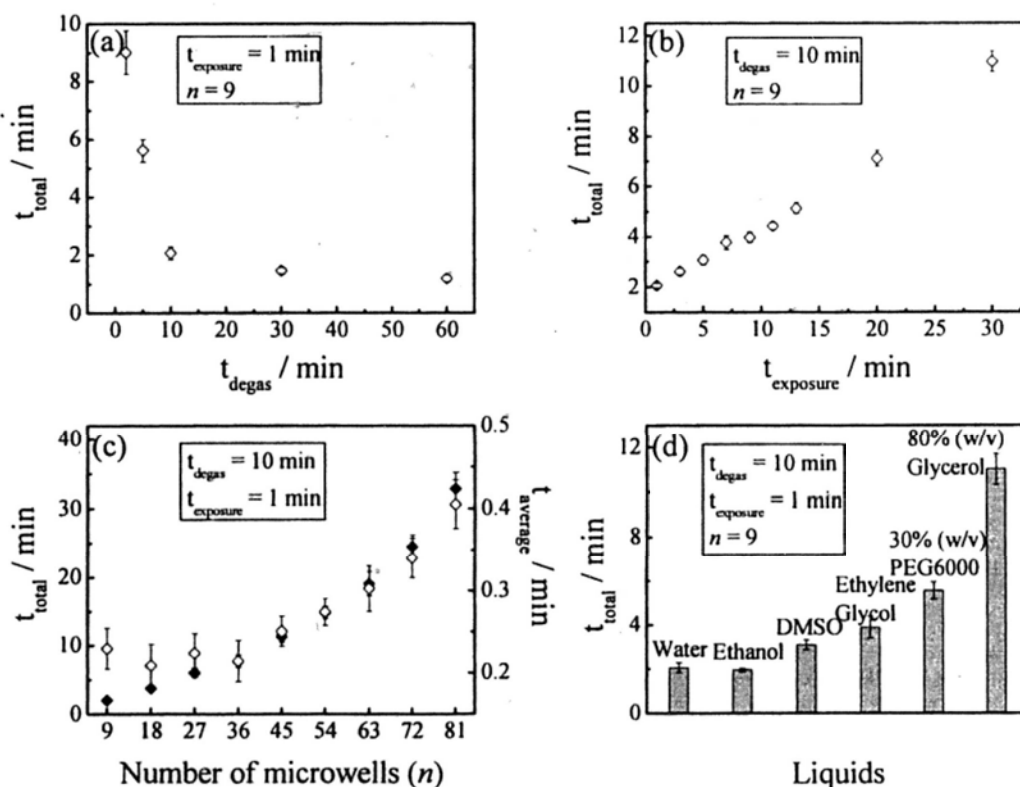 (a)
t_exposure = 1 min
n = 9
10
8
6
4
2
0
t_total / min
0 10 20 30 40 50 60
t_degas / min
(b)
t_degas = 10 min
n = 9
12
10
8
6
4
2
t_total / min
0 5 10 15 20 25 30
t_exposure / min
(c)
t_degas = 10 min
t_exposure = 1 min
40
30
20
10
0
t_total / min
0.5
0.4
0.3
0.2
t_average / min
9 18 27 36 45 54 63 72 81
Number of microwells (n)
(d)
t_degas = 10 min
t_exposure = 1 min
n = 9
12
8
4
0
t_total / min
80% (w/v)
Glycerol
30% (w/v)
PEG6000
Ethylene
Glycol
DMSO
Water Ethanol
Liquids